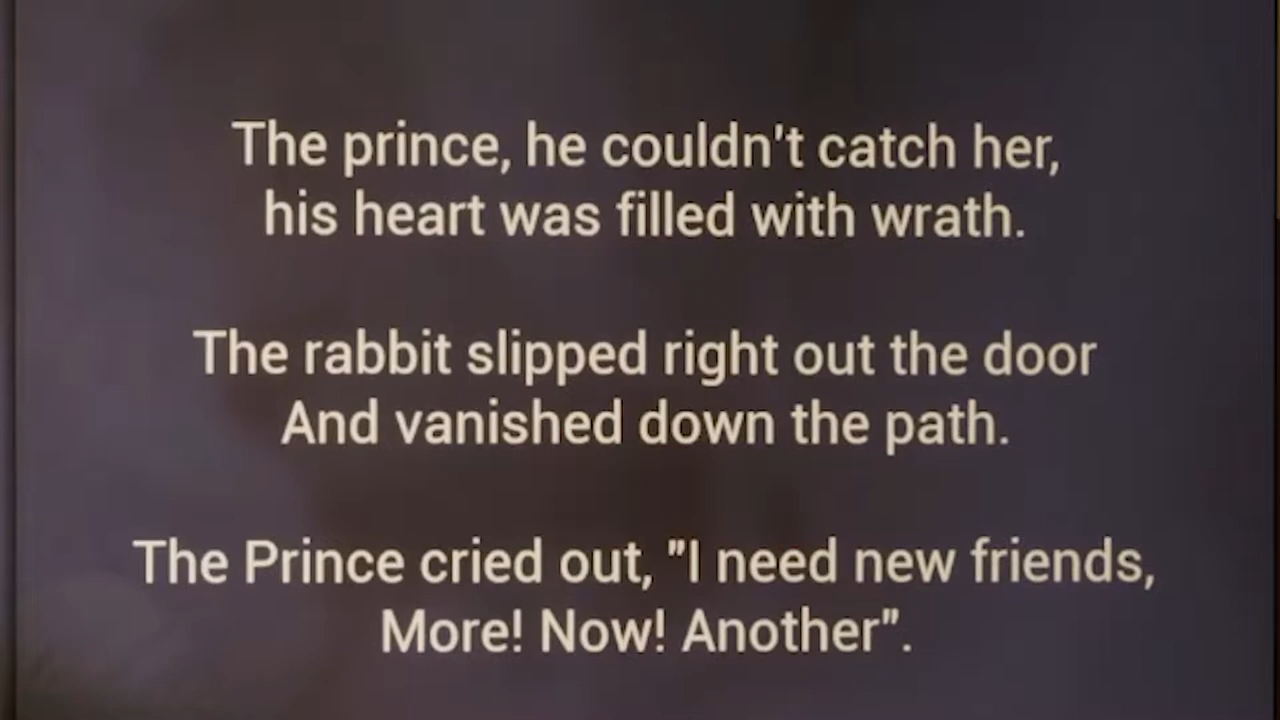 The prince, he couldn't catch her,
his heart was filled with wrath.
The rabbit slipped right out the door
And vanished down the path.
The Prince cried out, "I need new friends,
More! Now! Another".